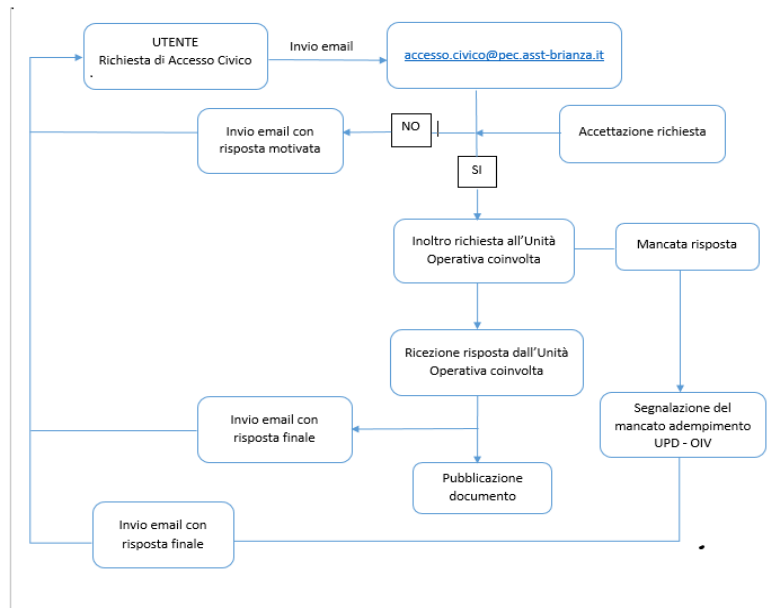 UTENTE
Richiesta di Accesso Civico
Invio email
accesso.civico@pec.asst-brianza.it
Invio email con
risposta motivata
NO
Accettazione richiesta
SI
Inoltro richiesta all'Unità
Operativa coinvolta
Mancata risposta
Ricezione risposta dall'Unità
Operativa coinvolta
Invio email con
risposta finale
Segnalazione del
mancato adempimento
UPD - OIV
Pubblicazione
documento
Invio email con
risposta finale